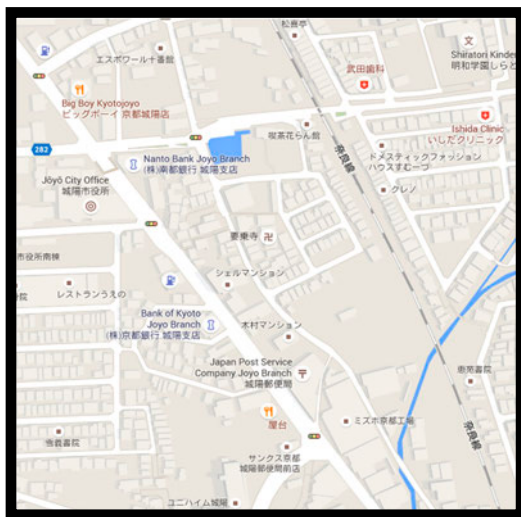 松喜亭
エスポワール十番館
文
Shiratori Kinder
明和学園しらと
武田歯科
Big Boy Kyotojoyo
ビッグボーイ 京都城陽店
Ishida Clinic
いしだクリニック
喫茶花らん館
奈良線
282
Nanto Bank Joyo Branch
(株)南都銀行 城陽支店
ドメスティックファッション
ハウスすむーづ
Jōyō City Office
城陽市役所
クレノ
要東寺
卍
市役所南棟
シェルマンション
レストランうえの
Bank of Kyoto
Joyo Branch
(株)京都銀行 城陽支店
木村マンション
Japan Post Service
Company Joyo Branch
城陽郵便局
〒
恵苑書院
屋台
ミズホ京都工場
奈良線
サンクス京都
城陽郵便局前店
ユニハイム城陽